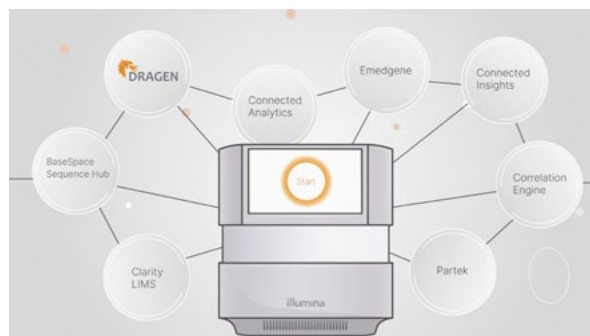 DRAGEN
Connected
Analytics
Emedgene
Connected
Insights
BaseSpace
Sequence Hub
Correlation
Engine
Start
Clarity
LIMS
Partek
illumina